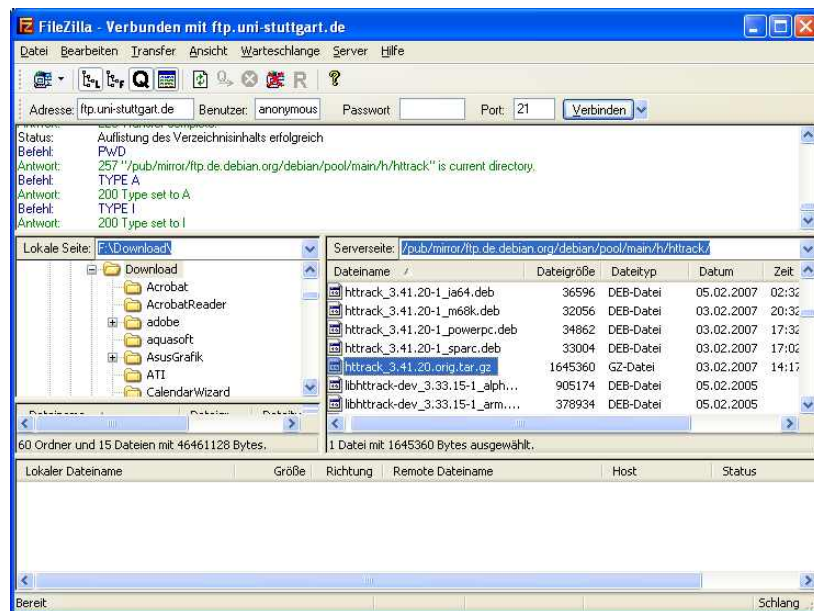 FileZilla - Verbunden mit ftp.uni-stuttgart.de
Datei Bearbeiten Transfer Ansicht Warteschlange Server Hilfe
Adresse: ftp.uni-stuttgart.de Benutzer: anonymous Passwort Port: 21 Verbinden
Status: Auflistung des Verzeichnisinhalts erfolgreich
Befehl: PWD
Antwort: 257 "/pub/mirror/ftp.de.debian.org/debian/pool/main/h/httrack" is current directory.
Befehl: TYPE A
Antwort: 200 Type set to A
Befehl: TYPE I
Antwort: 200 Type set to I
Lokale Seite: F:\Download\
Download
Acrobat
AcrobatReader
adobe
aquasoft
AsusGrafik
ATI
CalendarWizard
60 Ordner und 15 Dateien mit 46461128 Bytes.
Serverseite: /pub/mirror/ftp.de.debian.org/debian/pool/main/h/httrack/
Dateiname Dateigröße Dateityp Datum Zeit
httrack_3.41.20-1_ia64.deb 36596 DEB-Datei 05.02.2007 02:32
httrack_3.41.20-1_m68k.deb 32056 DEB-Datei 03.02.2007 20:32
httrack_3.41.20-1_powerpc.deb 34862 DEB-Datei 03.02.2007 17:32
httrack_3.41.20-1_sparc.deb 33004 DEB-Datei 03.02.2007 17:02
httrack_3.41.20.orig.tar.gz 1645360 GZ-Datei 03.02.2007 14:17
libhttrack-dev_3.33.15-1_alph... 905174 DEB-Datei 05.02.2005
libhttrack-dev_3.33.15-1_arm.... 378934 DEB-Datei 05.02.2005
1 Datei mit 1645360 Bytes ausgewählt.
Lokaler Dateiname Größe Richtung Remote Dateiname Host Status
Bereit Schlang